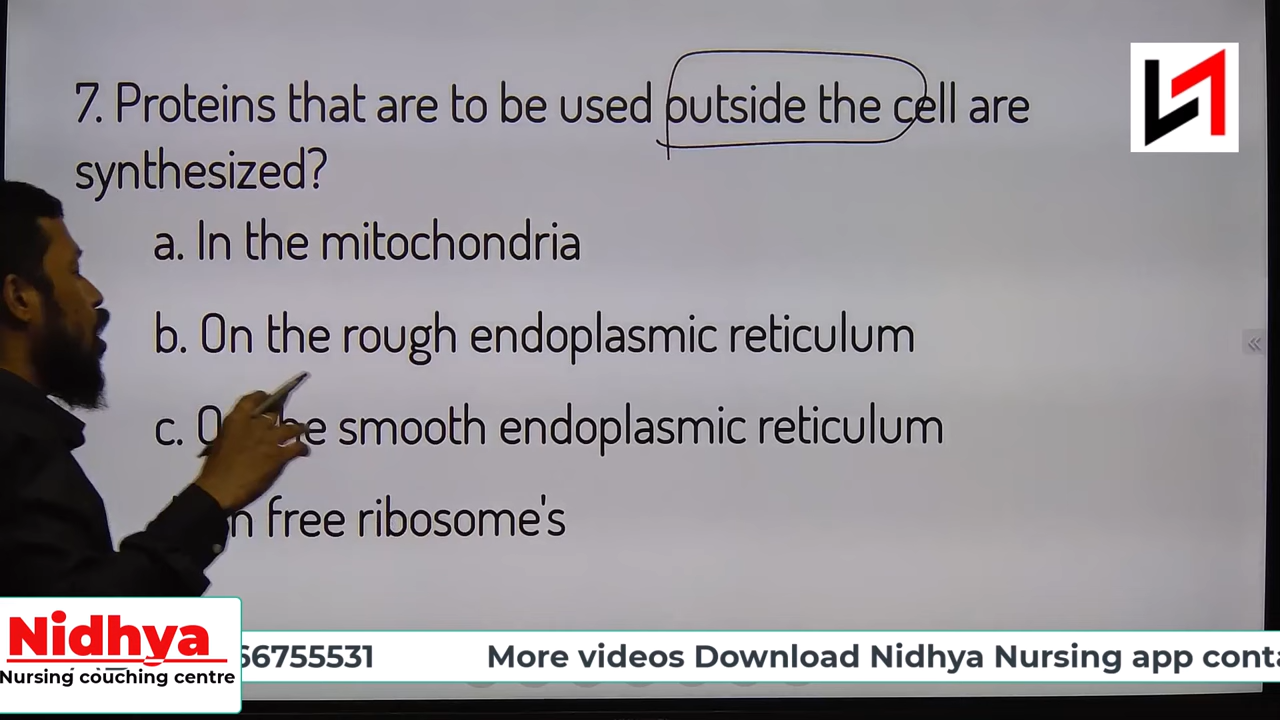 7. Proteins that are to be used outside the cell are
synthesized?
a. In the mitochondria
b. On the rough endoplasmic reticulum
c. the smooth endoplasmic reticulum
free ribosome's
Nidhya
Nursing couching centre
66755531 More videos Download Nidhya Nursing app conta